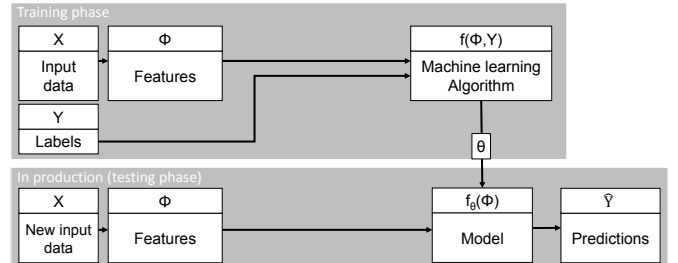 Training phase
X
Φ
f(Φ,Y)
Input
data
Features
Machine learning
Algorithm
Y
Labels
θ
In production (testing phase)
X
Φ
fθ(Φ)
Ŷ
New input
data
Features
Model
Predictions